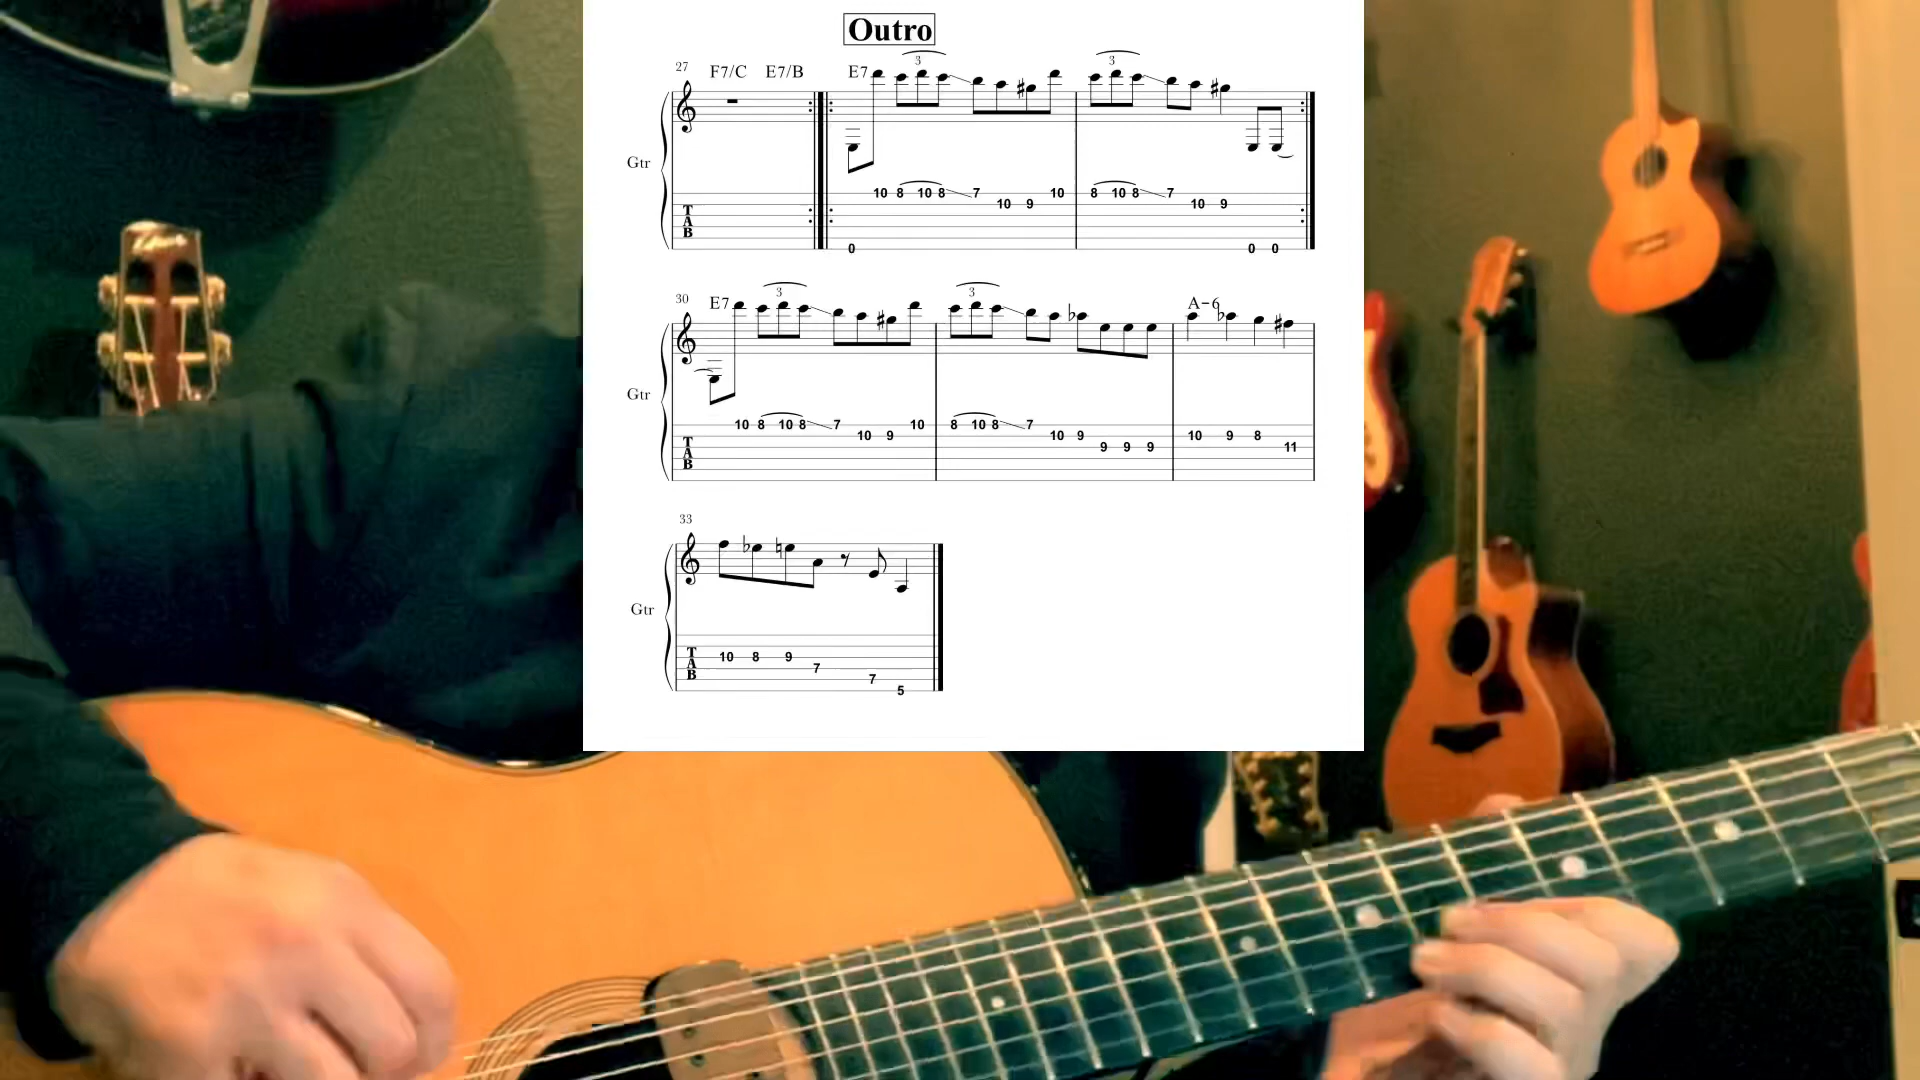 Outro
27 F7/C E7/B E7 3 3
Gtr
10 8 10 8 7 10 8 10 8 7
10 9 10 9
T
A
B
0 0 0
30 E7 3 3 A-6
Gtr
10 8 10 8 7 10 8 10 8 7
10 9 10 9 10 9 8
9 9 9 11
T
A
B
33
Gtr
T
A
B
10 8 9
7
7
5